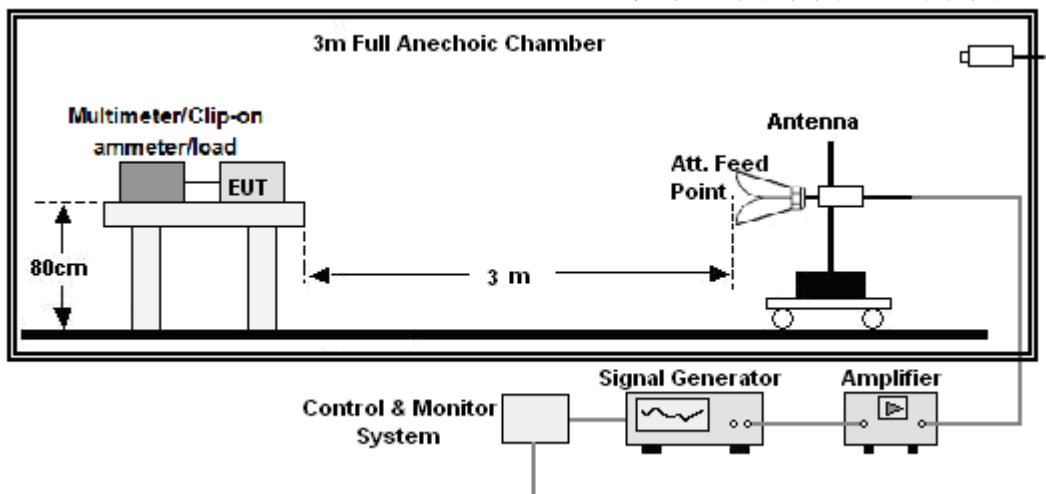 3m Full Anechoic Chamber
Multimeter/Clip-on
ammeter/load
EUT
Antenna
Att. Feed
Point
80cm
3 m
Signal Generator
Amplifier
Control & Monitor
System